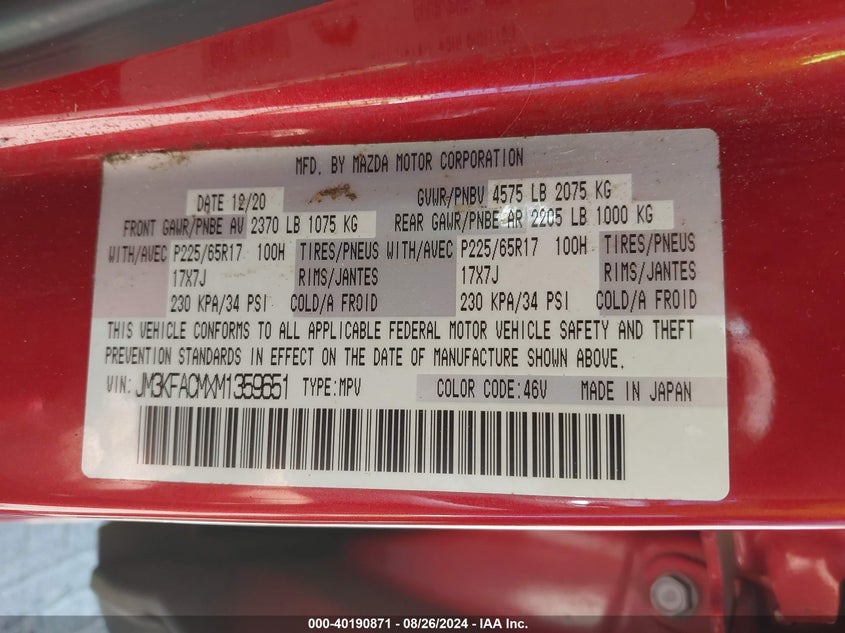 MFD. BY MAZDA MOTOR CORPORATION
DATE 12/20 GVWR/PNBV 4575 LB 2075 KG
FRONT GAWR/PNBE AV 2370 LB 1075 KG REAR GAWR/PNBE AR 2205 LB 1000 KG
WITH/AVEC P225/65R17 100H TIRES/PNEUS WITH/AVEC P225/65R17 100H TIRES/PNEUS
17X7J RIMS/JANTES 17X7J RIMS/JANTES
230 KPA/34 PSI COLD/A FROID 230 KPA/34 PSI COLD/A FROID
THIS VEHICLE CONFORMS TO ALL APPLICABLE FEDERAL MOTOR VEHICLE SAFETY AND THEFT
PREVENTION STANDARDS IN EFFECT ON THE DATE OF MANUFACTURE SHOWN ABOVE.
VIN: JM3KFACMXM1359651 TYPE:MPV COLOR CODE:46V MADE IN JAPAN
000-40190871 - 08/26/2024 - IAA Inc.